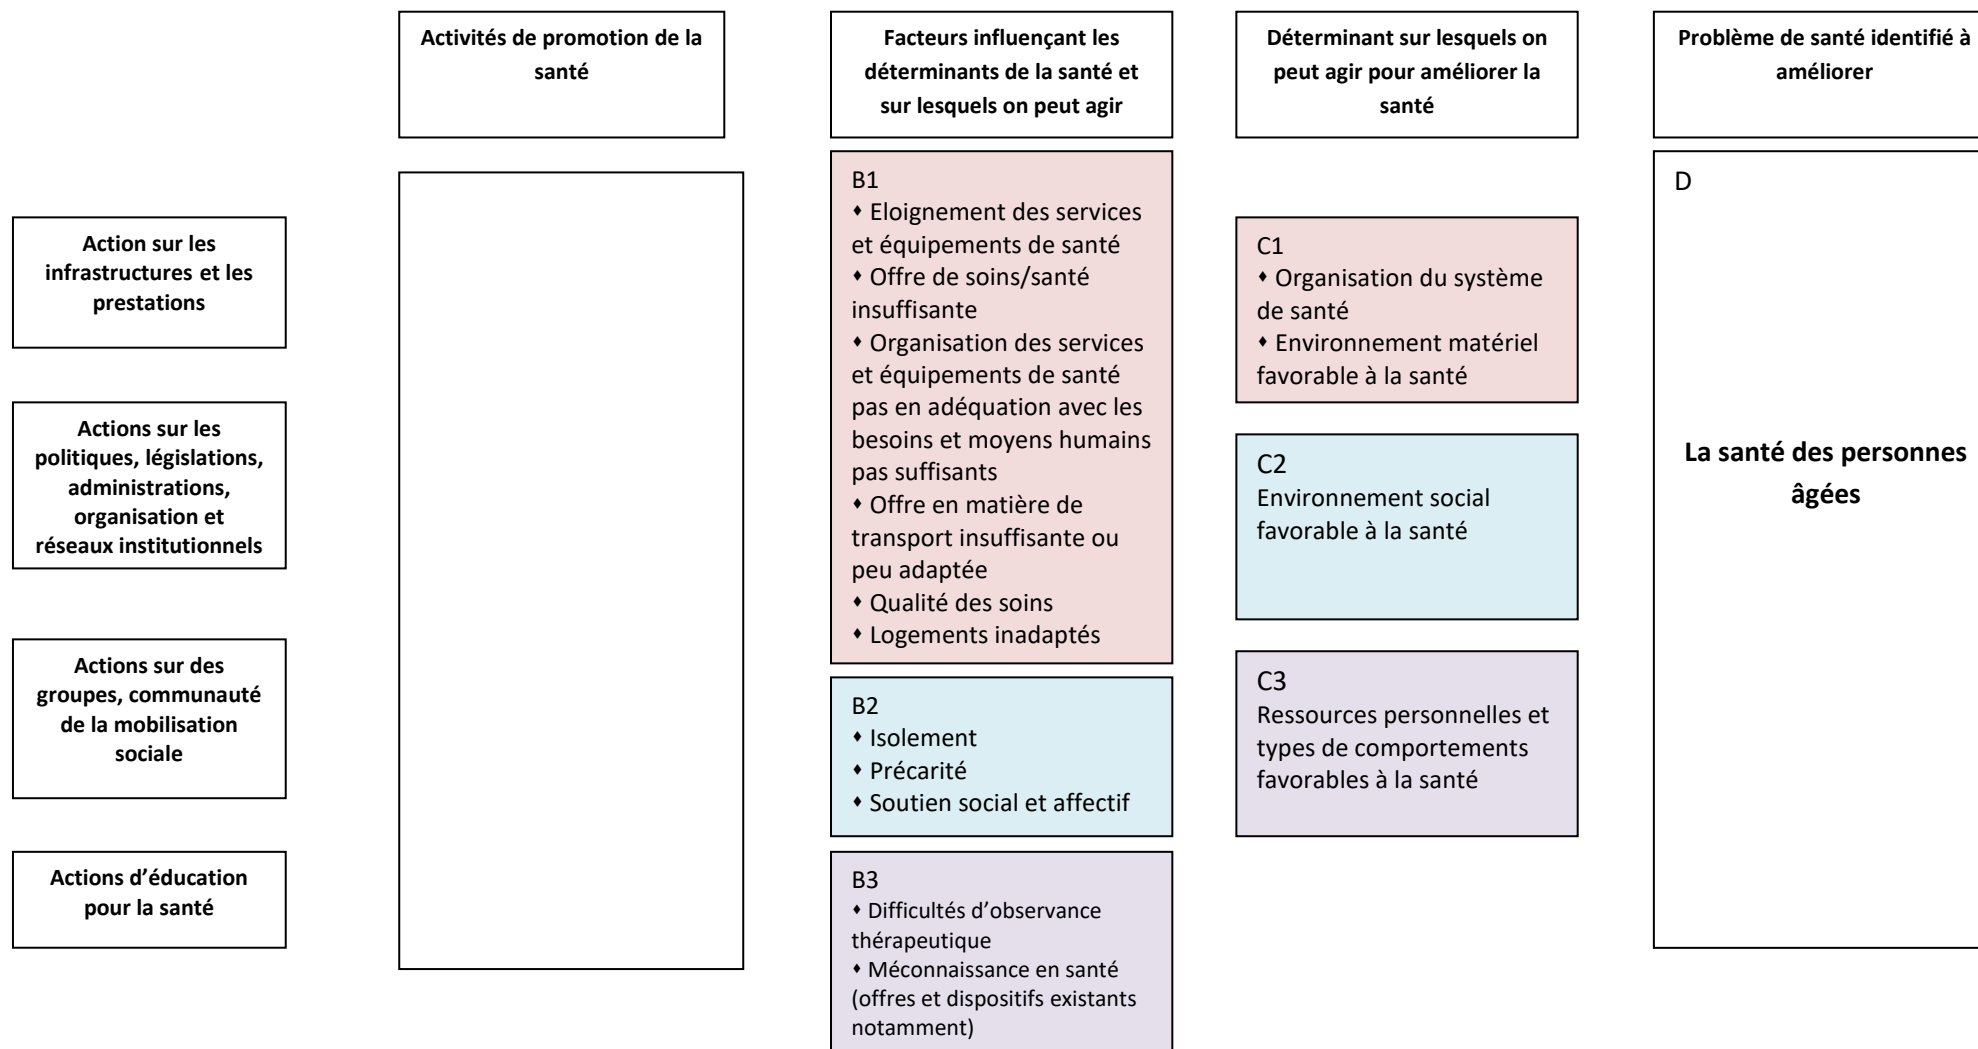 Activités de promotion de la
santé
Facteurs influençant les
déterminants de la santé et
sur lesquels on peut agir
Déterminant sur lesquels on
peut agir pour améliorer la
santé
Problème de santé identifié à
améliorer
Action sur les
infrastructures et les
prestations
Actions sur les
politiques, législations,
administrations,
organisation et
réseaux institutionnels
Actions sur des
groupes, communauté
de la mobilisation
sociale
Actions d’éducation
pour la santé
B1
♦ Eloignement des services
et équipements de santé
♦ Offre de soins/santé
insuffisante
♦ Organisation des services
et équipements de santé
pas en adéquation avec les
besoins et moyens humains
pas suffisants
♦ Offre en matière de
transport insuffisante ou
peu adaptée
♦ Qualité des soins
♦ Logements inadaptés
B2
♦ Isolement
♦ Précarité
♦ Soutien social et affectif
B3
♦ Difficultés d’observance
thérapeutique
♦ Méconnaissance en santé
(offres et dispositifs existants
notamment)
C1
♦ Organisation du système
de santé
♦ Environnement matériel
favorable à la santé
C2
Environnement social
favorable à la santé
C3
Ressources personnelles et
types de comportements
favorables à la santé
D
La santé des personnes
âgées